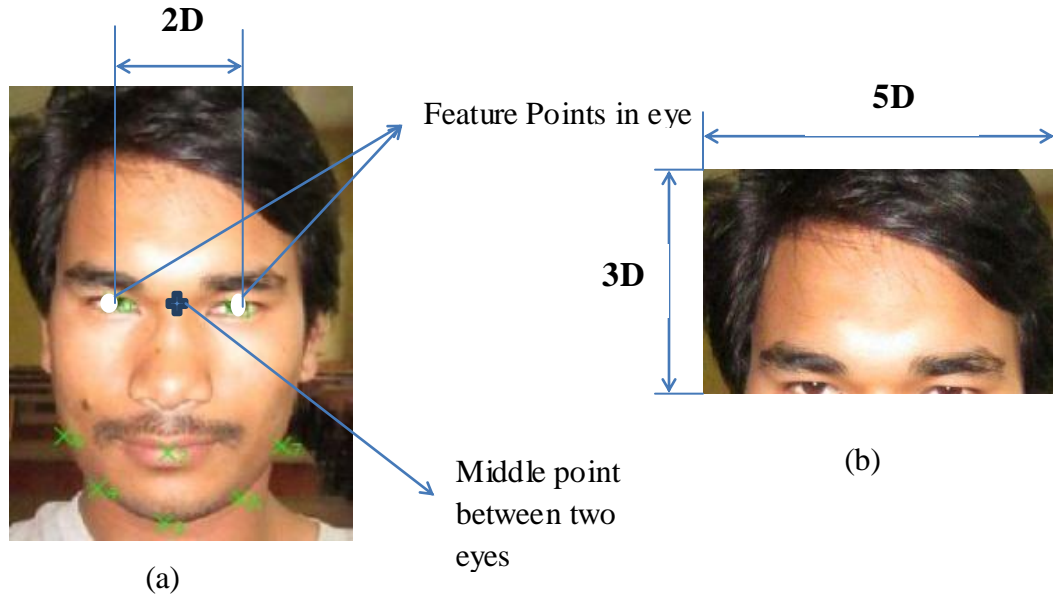 2D
Feature Points in eye
5D
3D
(b)
Middle point
between two
eyes
(a)